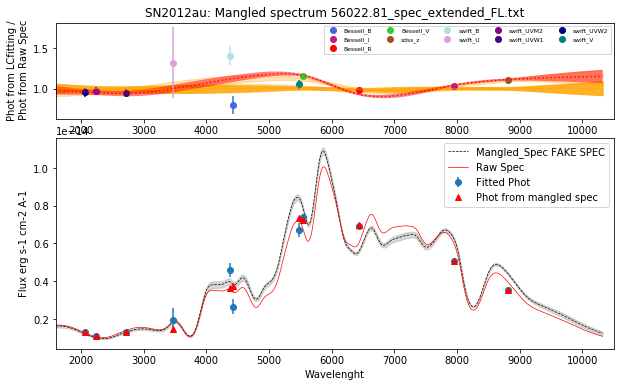 SN2012au: Mangled spectrum 56022.81_spec_extended_FL.txt
Phot from LCfitting /
Phot from Raw Spec
1.5
1.0
Bessell_B
Bessell_I
Bessell_R
Bessell_V
sdss_z
swift_B
swift_U
swift_UVM2
swift_UVW1
swift_UVW2
swift_V
2000 3000 4000 5000 6000 7000 8000 9000 10000
1e−14
Flux erg s-1 cm-2 A-1
1.0
0.8
0.6
0.4
0.2
Mangled_Spec FAKE SPEC
Raw Spec
Fitted Phot
Phot from mangled spec
2000 3000 4000 5000 6000 7000 8000 9000 10000
Wavelenght